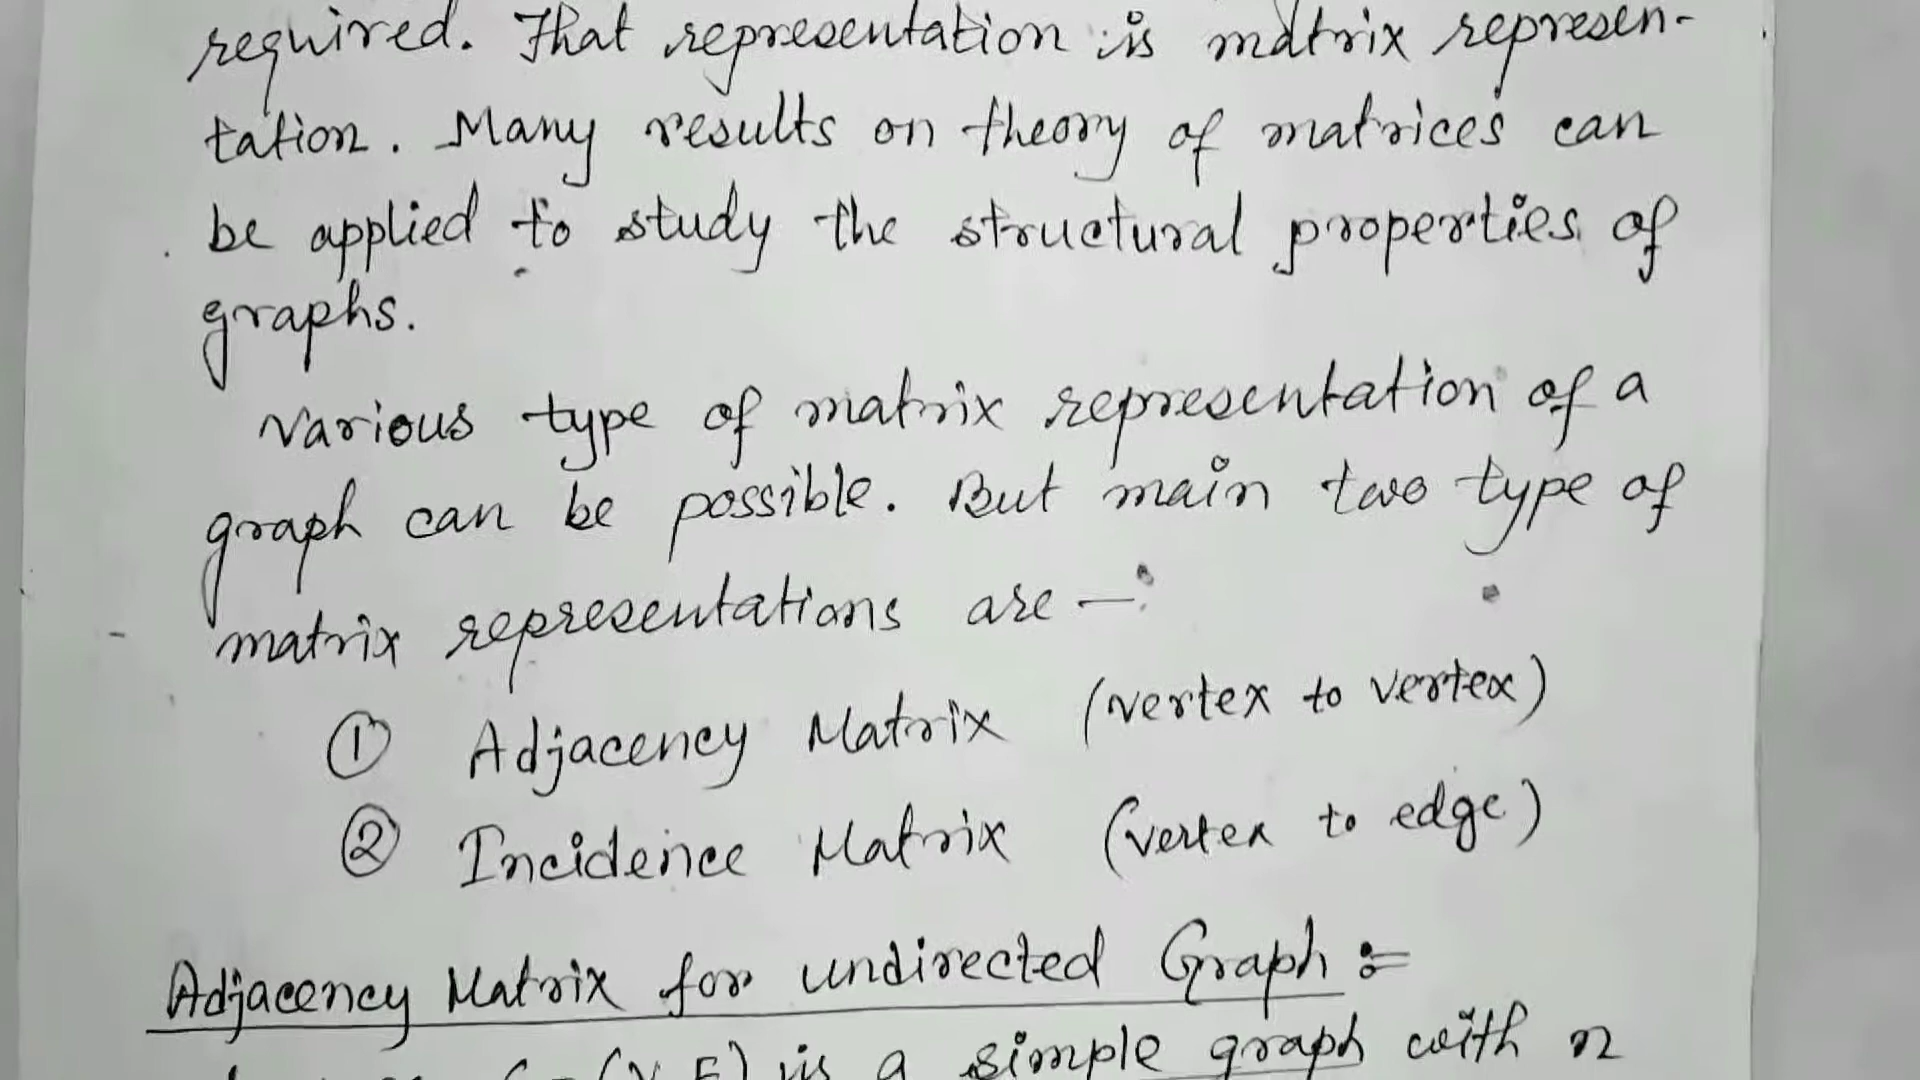 required. That representation is matrix represen-
tation. Many results on theory of matrices can
be applied to study the structural properties of
graphs.
Various type of matrix representation of a
graph can be possible. But main two type of
matrix representations are —:
① Adjacency Matrix (vertex to vertex)
② Incidence Matrix (vertex to edge)
Adjacency Matrix for undirected Graph :=
G = (V, E) is a simple graph with n